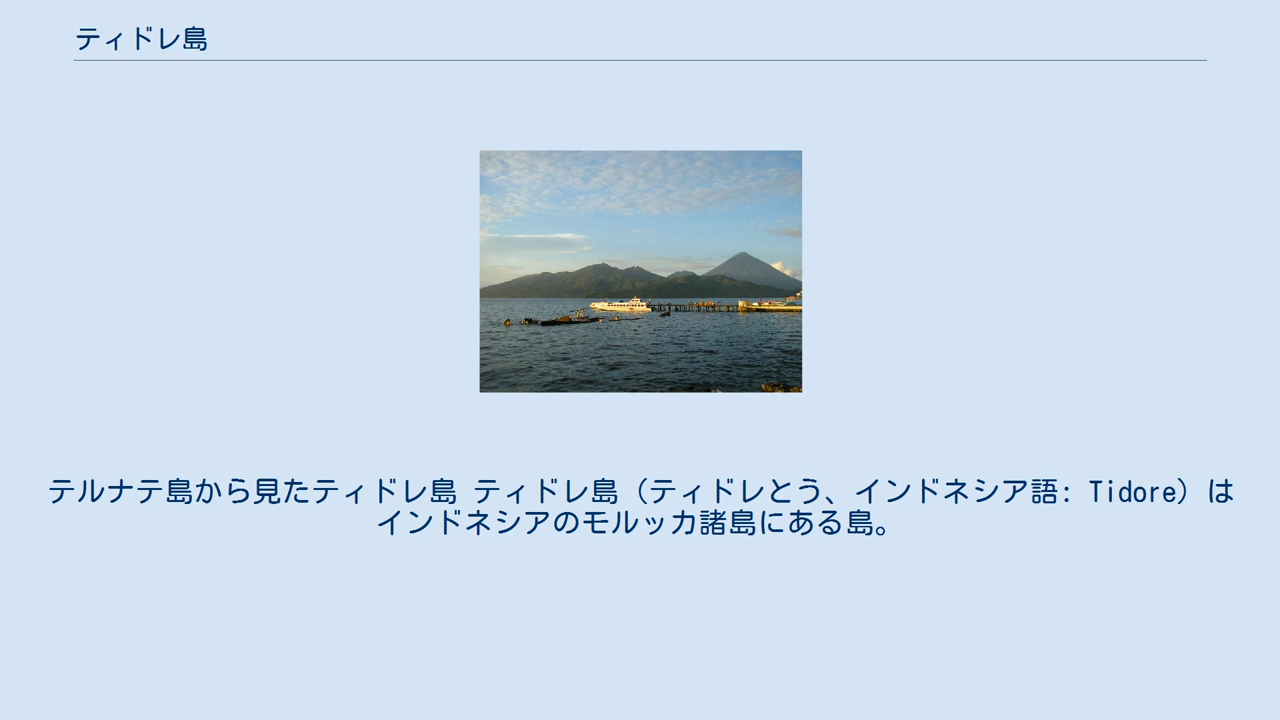 ティドレ島
テルナテ島から見たティドレ島 ティドレ島（ティドレとう、インドネシア語: Tidore）は
インドネシアのモルッカ諸島にある島。